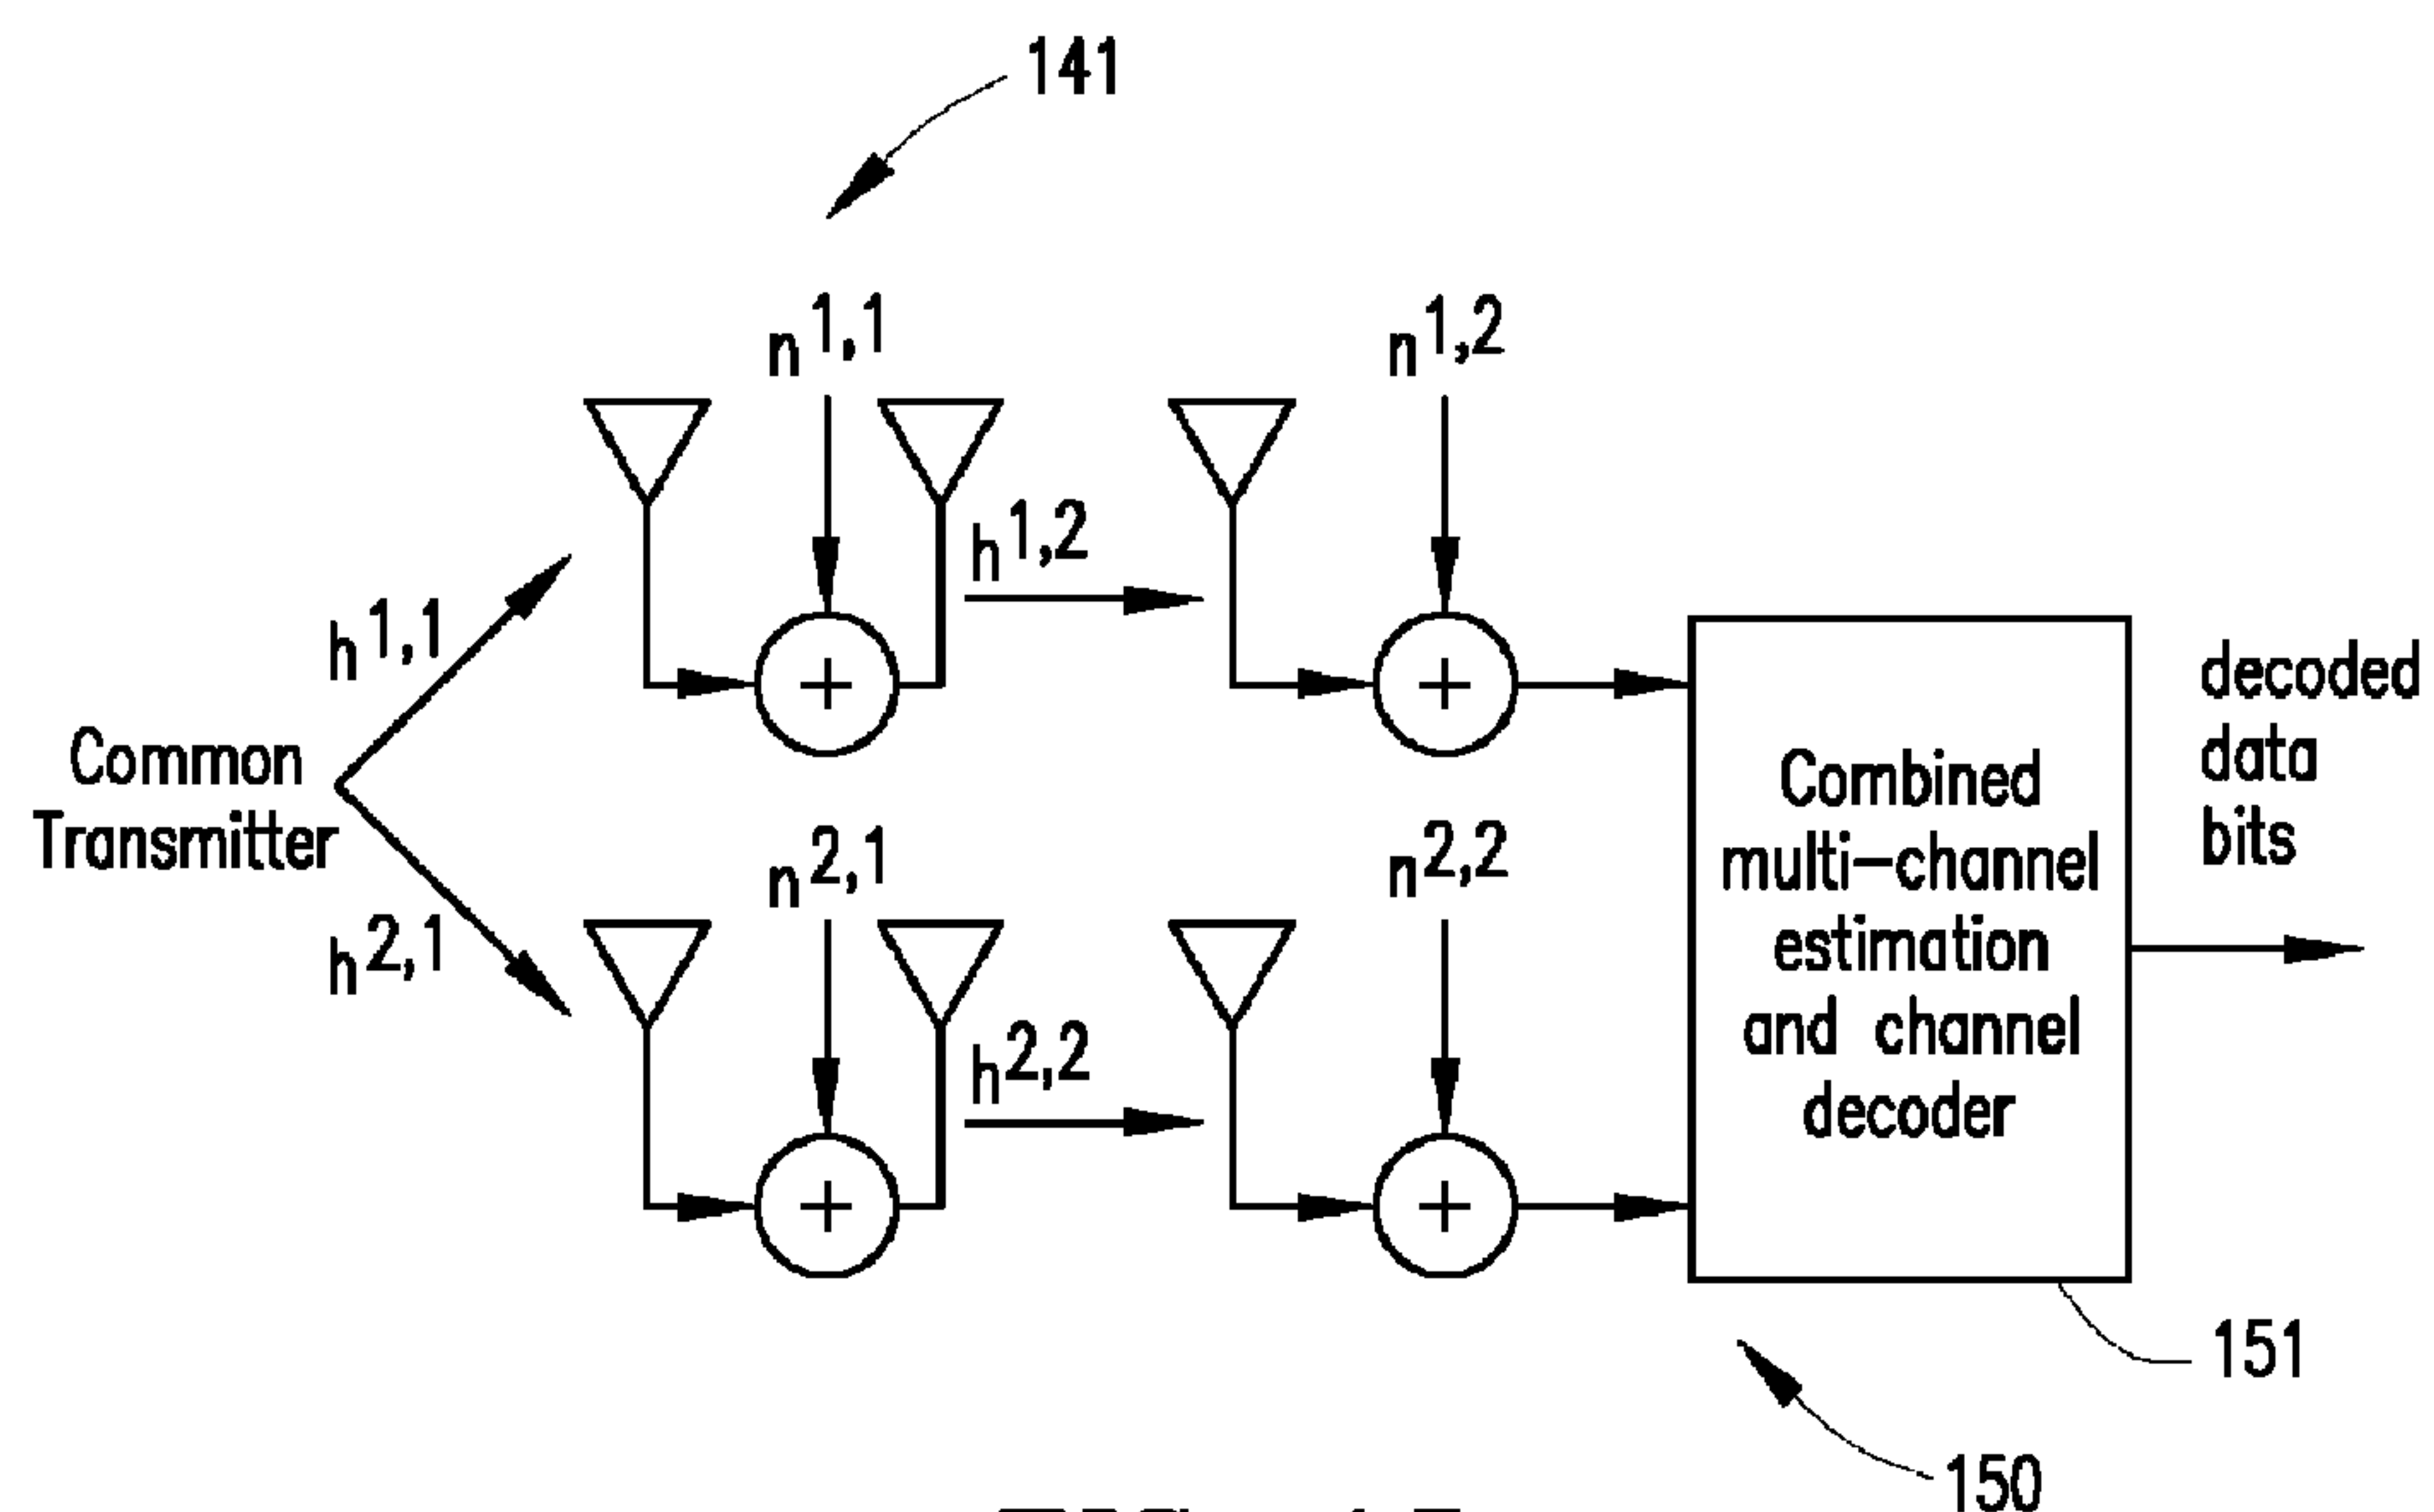 141
n1,1
n1,2
h1,2
h1,1
Common
Transmitter
h2,1
n2,1
n2,2
h2,2
Combined
multi-channel
estimation
and channel
decoder
decoded
data
bits
151
150